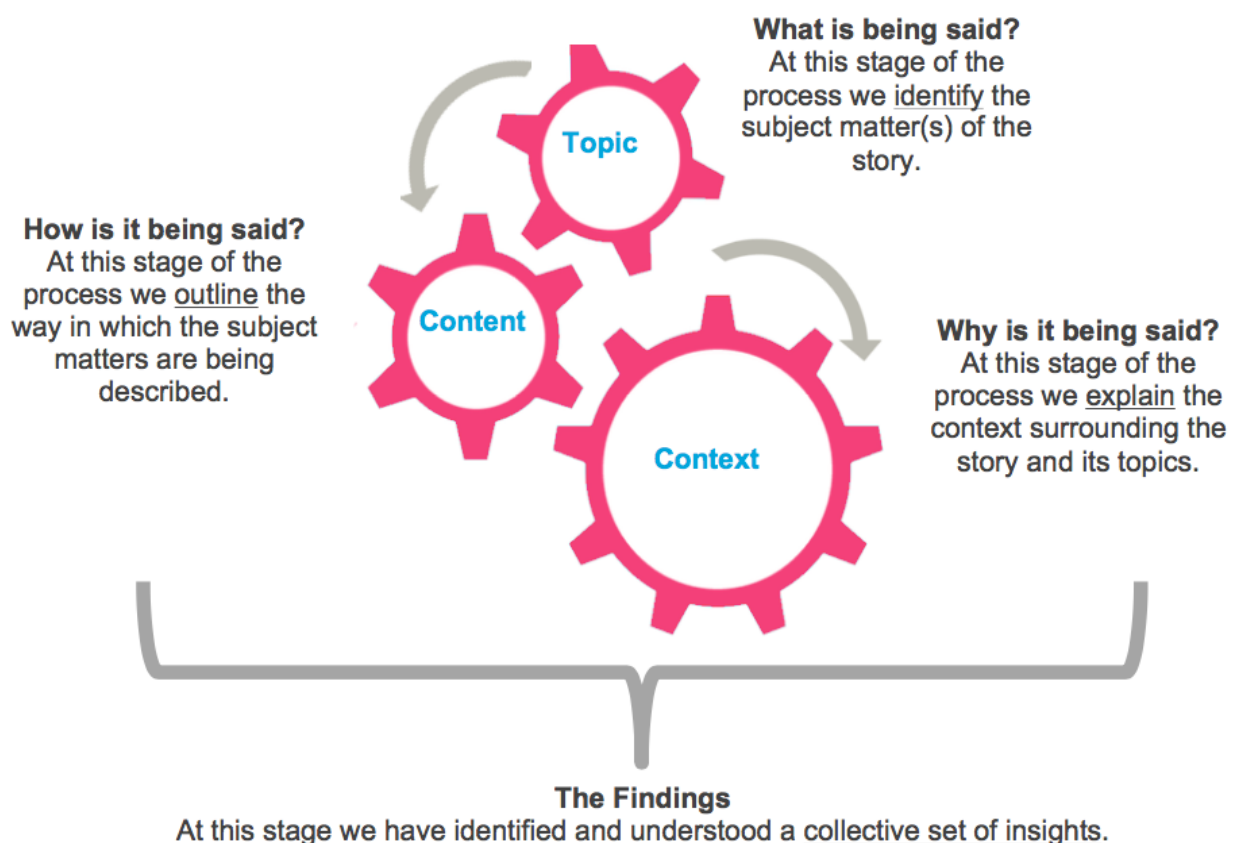 What is being said?
At this stage of the
process we identify the
subject matter(s) of the
story.
Topic
How is it being said?
At this stage of the
process we outline the
way in which the subject
matters are being
described.
Content
Why is it being said?
At this stage of the
process we explain the
context surrounding the
story and its topics.
Context
The Findings
At this stage we have identified and understood a collective set of insights.